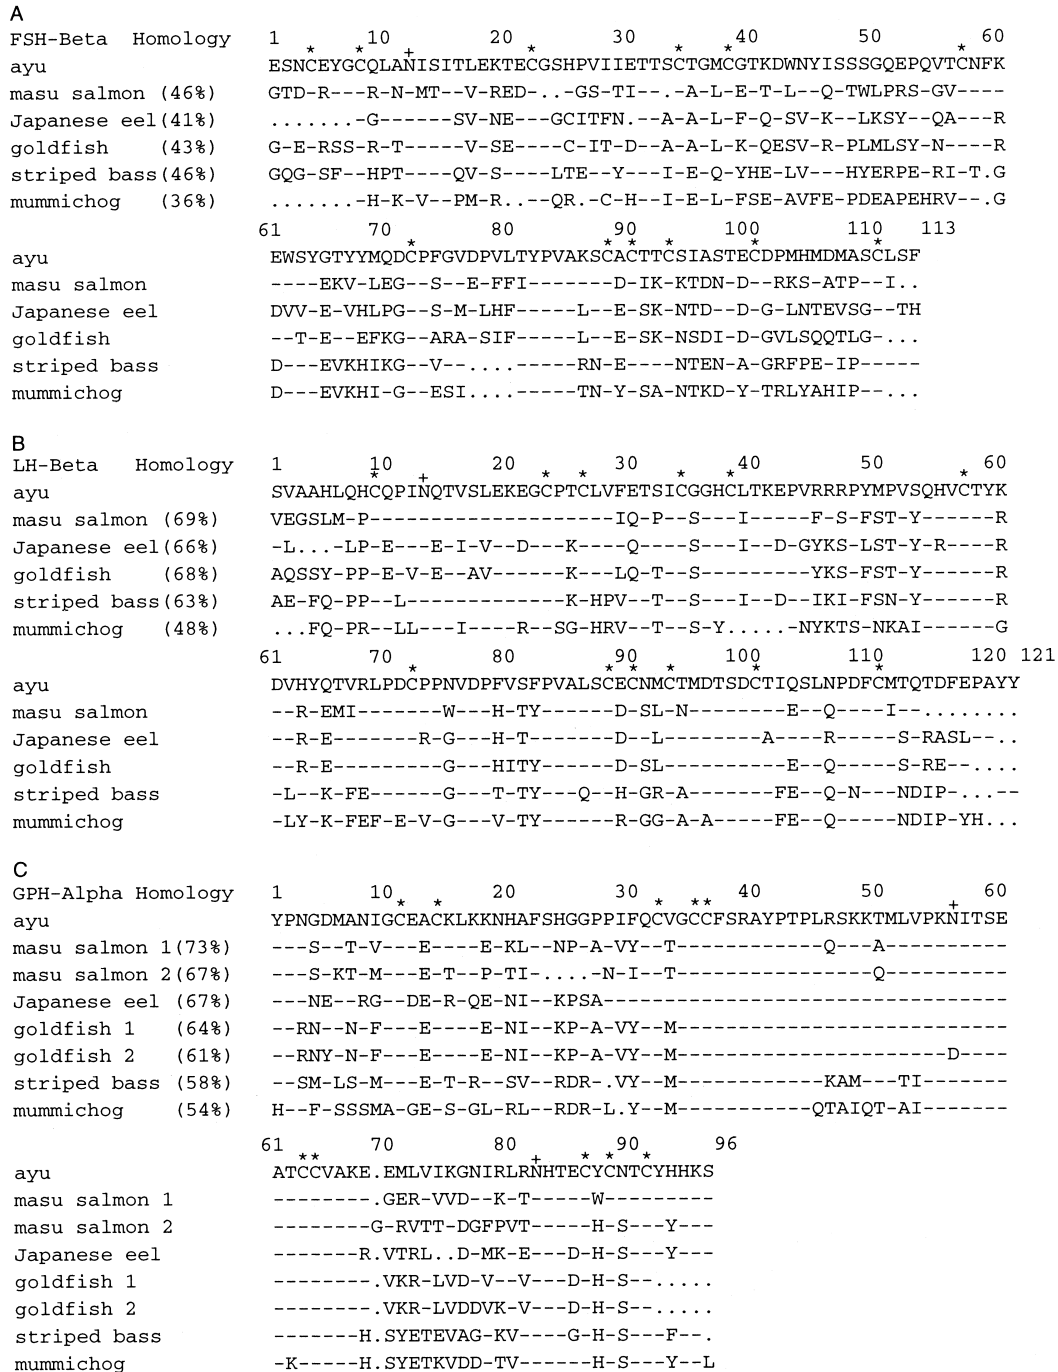 A
FSH-Beta Homology 1 10 20 30 40 50 60
* * + * * * *
ayu ESNCEYGCQLANISITLEKTECGSHPVIIETTSCTGMCGTKDWNYISSSGQEPQVTCNFK
masu salmon (46%) GTD-R---R-N-MT--V-RED-..-GS-TI--.-A-L-E-T-L--Q-TWLPRS-GV----
Japanese eel(41%) .......-G------SV-NE---GCITFN.--A-A-L-F-Q-SV-K--LKSY--QA---R
goldfish (43%) G-E-RSS-R-T-----V-SE----C-IT-D--A-A-L-K-QESV-R-PLMLSY-N----R
striped bass(46%) GQG-SF--HPT----QV-S----LTE--Y---I-E-Q-YHE-LV---HYERPE-RI-T.G
mummichog (36%) .......-H-K-V--PM-R..--QR.-C-H--I-E-L-FSE-AVFE-PDEAPEHRV--.G
61 70 80 90 100 110 113
* * * * * *
ayu EWSYGTYYMQDCPFGVDPVLTYPVAKSCACTTCSIASTECDPMHMDMASCLSF
masu salmon ----EKV-LEG--S--E-FFI-------D-IK-KTDN-D--RKS-ATP--I..
Japanese eel DVV-E-VHLPG--S-M-LHF-----L--E-SK-NTD--D-G-LNTEVSG--TH
goldfish --T-E--EFKG--ARA-SIF-----L--E-SK-NSDI-D-GVLSQQTLG-...
striped bass D---EVKHIKG--V--....-----RN-E----NTEN-A-GRFPE-IP-----
mummichog D---EVKHI-G--ESI....-----TN-Y-SA-NTKD-Y-TRLYAHIP--...
B
LH-Beta Homology 1 10 20 30 40 50 60
* + * * * * *
ayu SVAAHLQHCQPINQTVSLEKEGCPTCLVFETSICGGHCLTKEPVRRRPYMPVSQHVCTYK
masu salmon (69%) VEGSLM-P--------------------IQ-P--S---I-----F-S-FST-Y------R
Japanese eel(66%) -L...-LP-E---E-I-V--D---K----Q----S---I--D-GYKS-LST-Y-R----R
goldfish (68%) AQSSY-PP-E-V-E--AV------K---LQ-T--S---------YKS-FST-Y------R
striped bass(63%) AE-FQ-PP--L-------------K-HPV--T--S---I--D--IKI-FSN-Y------R
mummichog (48%) ...FQ-PR--LL---I----R--SG-HRV--T--S-Y.....-NYKTS-NKAI------G
61 70 80 90 100 110 120 121
* * * * * *
ayu DVHYQTVRLPDCPPNVDPFVSFPVALSCECNMCTMDTSDCTIQSLNPDFCMTQTDFEPAYY
masu salmon --R-EMI-------W---H-TY------D-SL-N--------E--Q----I--........
Japanese eel --R-E-------R-G---H-T-------D--L--------A----R-----S-RASL--..
goldfish --R-E---------G---HITY------D-SL----------E--Q-----S-RE--....
striped bass -L--K-FE------G---T-TY---Q--H-GR-A-------FE--Q-N---NDIP-...--
mummichog -LY-K-FEF-E-V-G---V-TY------R-GG-A-A-----FE--Q-----NDIP-YH...
C
GPH-Alpha Homology 1 10 20 30 40 50 60
* * * ** +
ayu YPNGDMANIGCEACKLKKNHAFSHGGPPIFQCVGCCFSRAYPTPLRSKKTMLVPKNITSE
masu salmon 1(73%) ---S--T-V---E----E-KL--NP-A-VY--T------------Q---A----------
masu salmon 2(67%) ---S-KT-M---E-T--P-TI-....-N-I--T----------------Q----------
Japanese eel (67%) ---NE--RG--DE-R-QE-NI--KPSA---------------------------------
goldfish 1 (64%) --RN--N-F---E----E-NI--KP-A-VY--M---------------------------
goldfish 2 (61%) --RNY-N-F---E----E-NI--KP-A-VY--M----------------------D----
striped bass (58%) --SM-LS-M---E-T-R--SV--RDR-.VY--M------------KAM---TI-------
mummichog (54%) H--F-SSSMA-GE-S-GL-RL--RDR-L.Y--M-----------QTAIQT-AI-------
61 70 80 90 96
** + * * *
ayu ATCCVAKE.EMLVIKGNIRLRNHTECYCNTCYHHKS
masu salmon 1 --------.GER-VVD--K-T-----W---------
masu salmon 2 --------G-RVTT-DGFPVT-----H-S---Y---
Japanese eel -------R.VTRL..D-MK-E---D-H-S---Y---
goldfish 1 --------.VKR-LVD-V--V---D-H-S--.....
goldfish 2 --------.VKR-LVDDVK-V---D-H-S--.....
striped bass -------H.SYETEVAG-KV----G-H-S---F--.
mummichog -K-----H.SYETKVDD-TV------H-S---Y--L